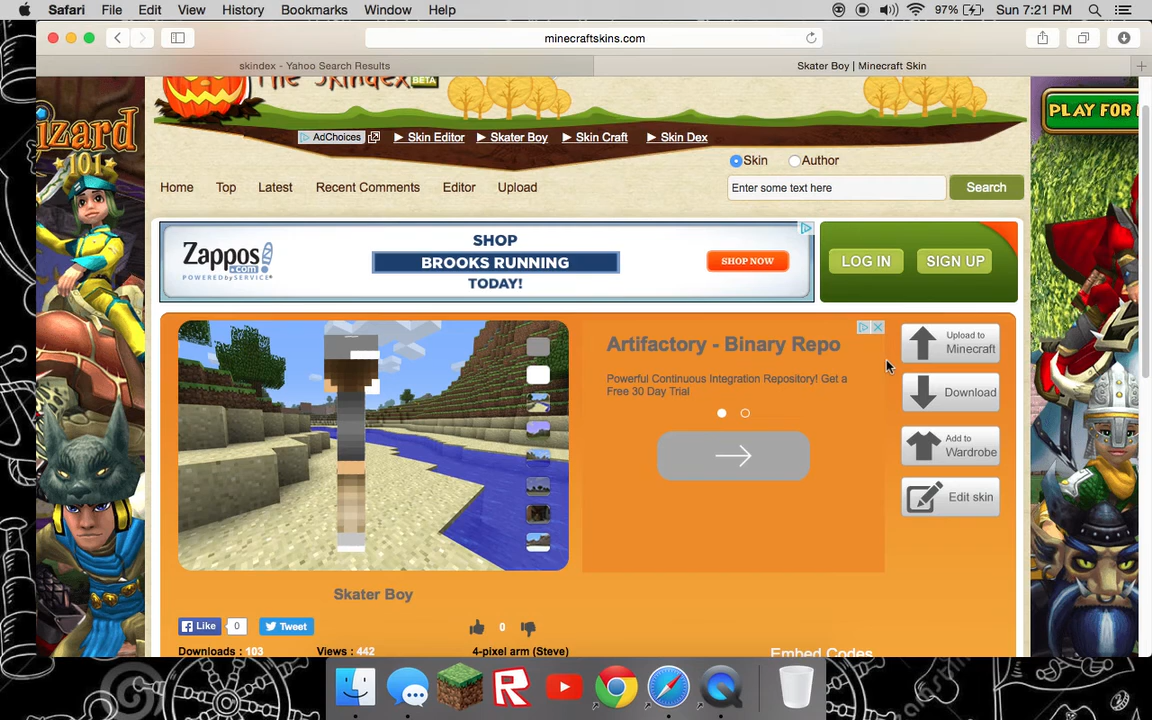 Safari File Edit View History Bookmarks Window Help 97% Sun 7:21 PM
minecraftskins.com
skindex - Yahoo Search Results Skater Boy | Minecraft Skin
The Skindex BETA
izzard 101
PLAY FOR
AdChoices Skin Editor Skater Boy Skin Craft Skin Dex
Skin Author
Home Top Latest Recent Comments Editor Upload Enter some text here Search
Zappos.com
POWERED by SERVICE
SHOP
BROOKS RUNNING
TODAY!
SHOP NOW
LOG IN SIGN UP
Artifactory - Binary Repo
Powerful Continuous Integration Repository! Get a
Free 30 Day Trial
Upload to
Minecraft
Download
Add to
Wardrobe
Edit skin
Skater Boy
Like 0 Tweet 0
Downloads : 103 Views : 442 4-pixel arm (Steve)
Embed Codes